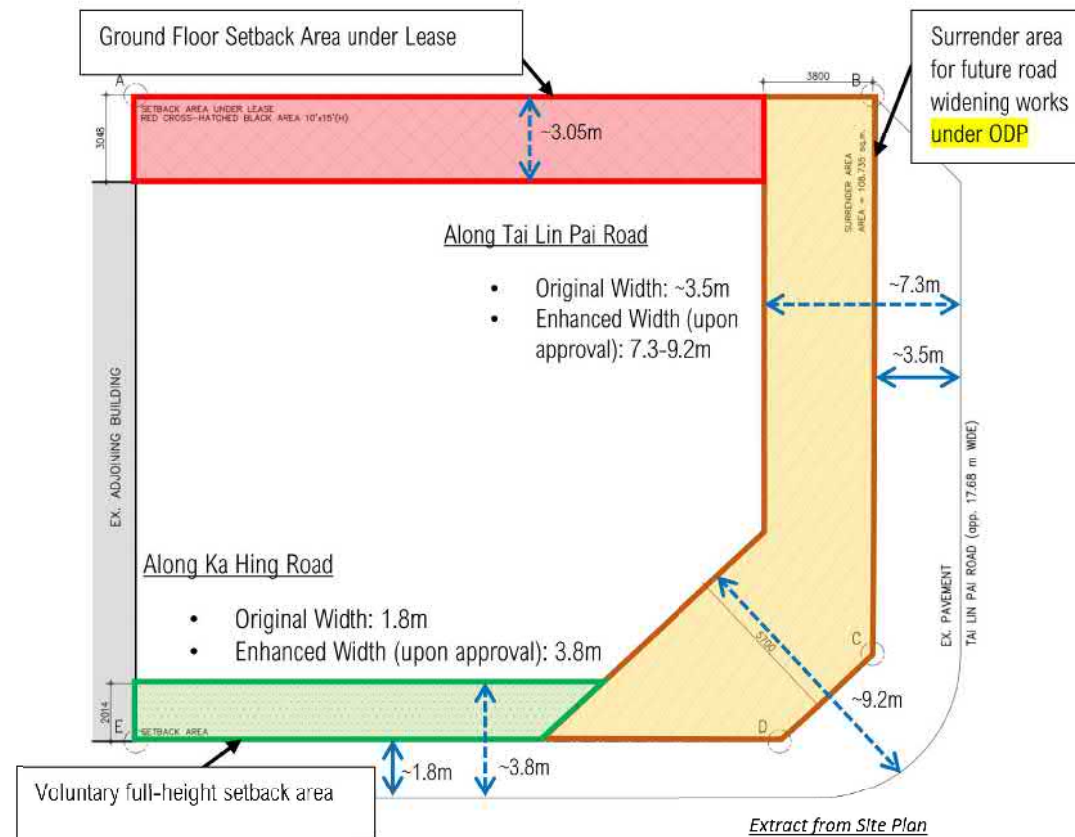 Ground Floor Setback Area under Lease
Surrender area
for future road
widening works
under ODP
A
3800
B
SETBACK AREA UNDER LEASE
RED CROSS-HATCHED BLACK AREA 10'x15'(H)
3048
~3.05m
SURRENDER AREA
AREA = 108.735 sq.m.
Along Tai Lin Pai Road
• Original Width: ~3.5m
• Enhanced Width (upon
approval): 7.3-9.2m
~7.3m
~3.5m
EX. ADJOINING BUILDING
EX. PAVEMENT
TAI LIN PAI ROAD (app. 17.68 m WIDE)
Along Ka Hing Road
• Original Width: 1.8m
• Enhanced Width (upon approval): 3.8m
5700
C
~9.2m
2014
E
SETBACK AREA
D
~1.8m
~3.8m
Voluntary full-height setback area
Extract from Site Plan